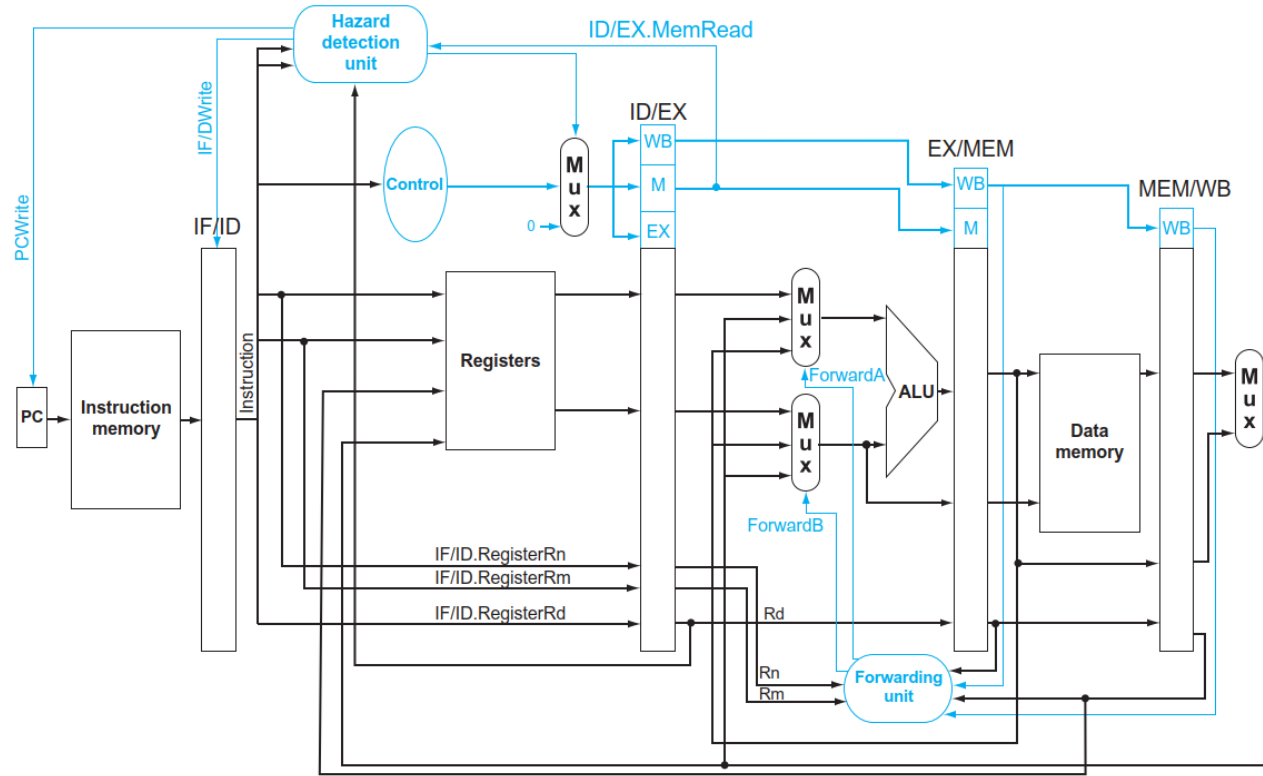 Hazard
detection
unit
ID/EX.MemRead
PCWrite
IF/DWrite
ID/EX
WB
M
EX
Control
Mux
0
EX/MEM
WB
M
MEM/WB
WB
IF/ID
Instruction
PC
Instruction
memory
Registers
Mux
ForwardA
ALU
Mux
ForwardB
Data
memory
Mux
IF/ID.RegisterRn
IF/ID.RegisterRm
IF/ID.RegisterRd
Rd
Rn
Rm
Forwarding
unit